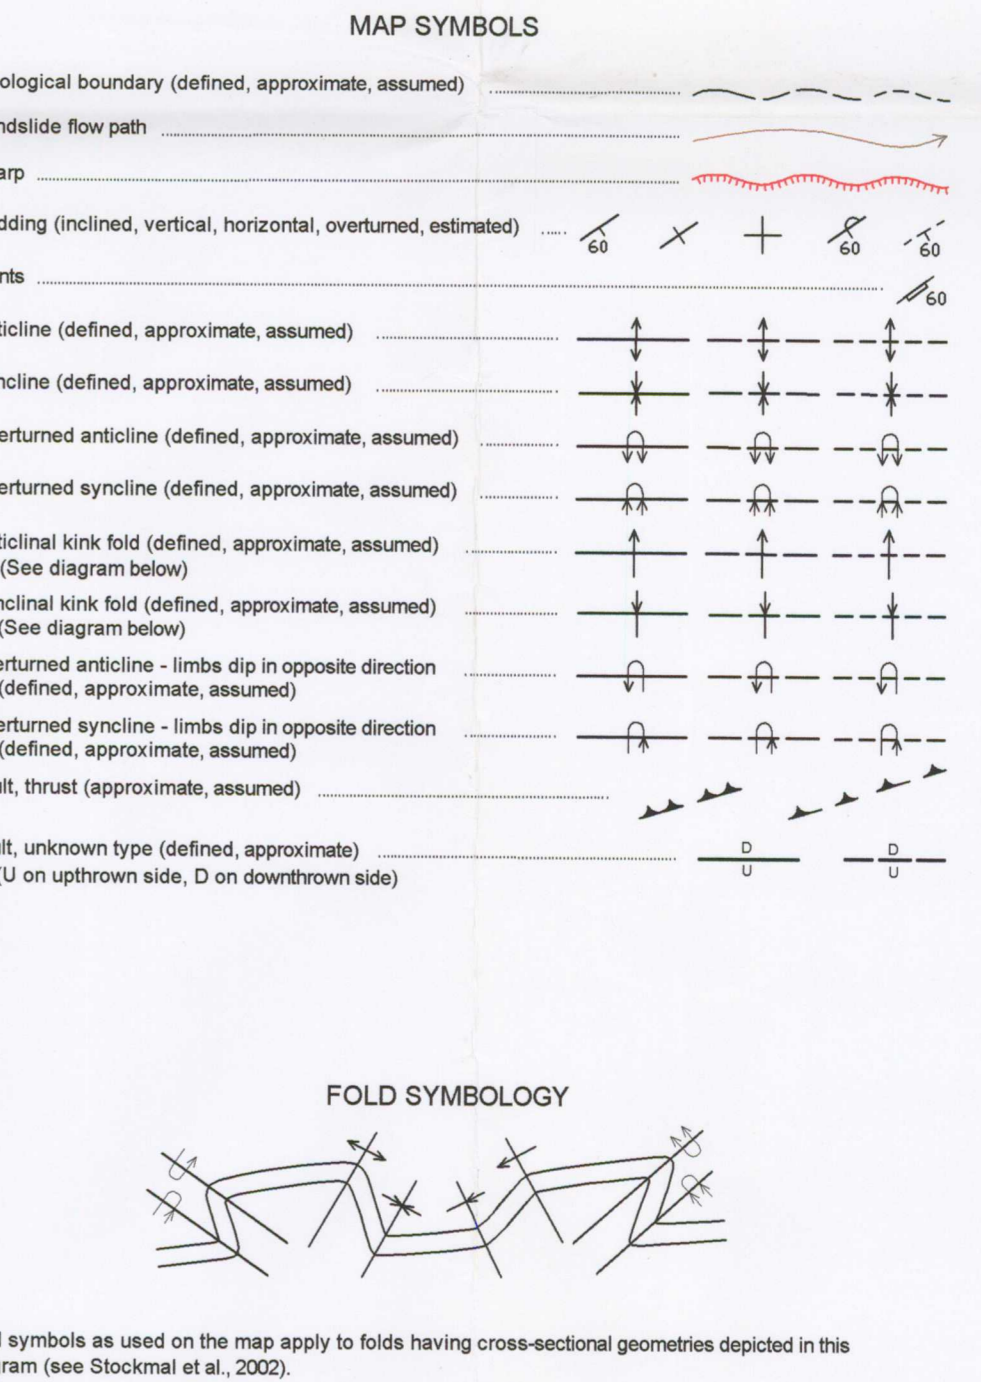 MAP SYMBOLS
ological boundary (defined, approximate, assumed)
ndslide flow path
arp
dding (inclined, vertical, horizontal, overturned, estimated)
60 60 60
nts
60
ticline (defined, approximate, assumed)
ncline (defined, approximate, assumed)
erturned anticline (defined, approximate, assumed)
erturned syncline (defined, approximate, assumed)
ticlinal kink fold (defined, approximate, assumed)
(See diagram below)
nclinal kink fold (defined, approximate, assumed)
(See diagram below)
erturned anticline - limbs dip in opposite direction
(defined, approximate, assumed)
erturned syncline - limbs dip in opposite direction
(defined, approximate, assumed)
ult, thrust (approximate, assumed)
ult, unknown type (defined, approximate)
D D
U U
(U on upthrown side, D on downthrown side)
FOLD SYMBOLOGY
d symbols as used on the map apply to folds having cross-sectional geometries depicted in this
gram (see Stockmal et al., 2002).